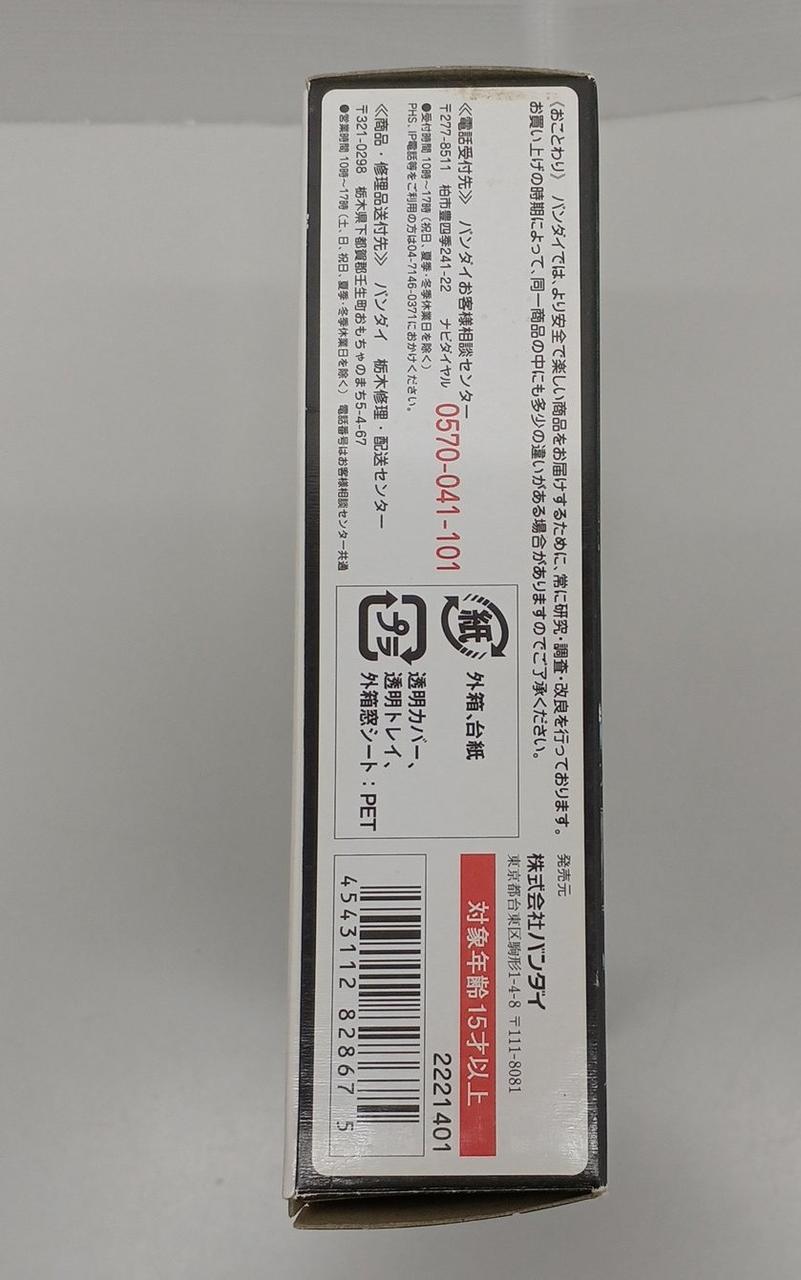 〈おことわり〉 バンダイでは、より安全で楽しい商品をお届けするために、常に研究・調査・改良を行っております。
お買い上げの時期によって、同一商品の中にも多少の違いがある場合がありますのでご了承ください。
≪電話受付先≫ バンダイお客様相談センター
〒277-8511 柏市豊四季241-22 ナビダイヤル 0570-041-101
●受付時間 10時〜17時(祝日、夏季・冬季休業日を除く)
PHS、IP電話等をご利用の方は04-7146-0371におかけください。
≪商品・修理品送付先≫ バンダイ 栃木修理・配送センター
〒321-0298 栃木県下都賀郡壬生町おもちゃのまち5-4-67
●営業時間 10時〜17時(土、日、祝日、夏季・冬季休業日を除く) 電話番号はお客様相談センター共通
紙 外箱、台紙
プラ 透明カバー、
透明トレイ、
外箱窓シート:PET
発売元
株式会社バンダイ
東京都台東区駒形1-4-8 〒111-8081
対象年齢15才以上
2221401
4543112 82867 5